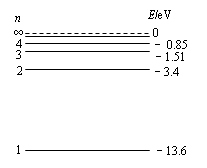 n E/eV
∞ 0
4 - 0.85
3 - 1.51
2 - 3.4
1 - 13.6